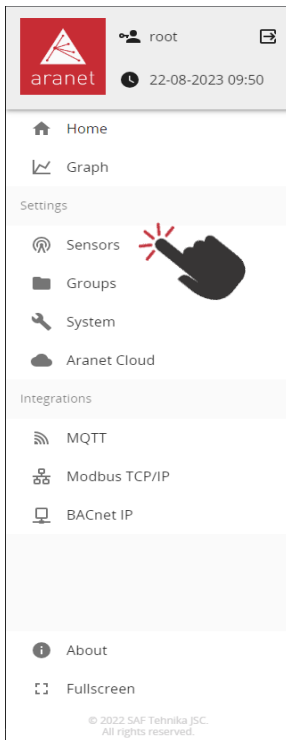 root
aranet
22-08-2023 09:50
Home
Graph
Settings
Sensors
Groups
System
Aranet Cloud
Integrations
MQTT
Modbus TCP/IP
BACnet IP
About
Fullscreen
© 2022 SAF Tehnika JSC.
All rights reserved.